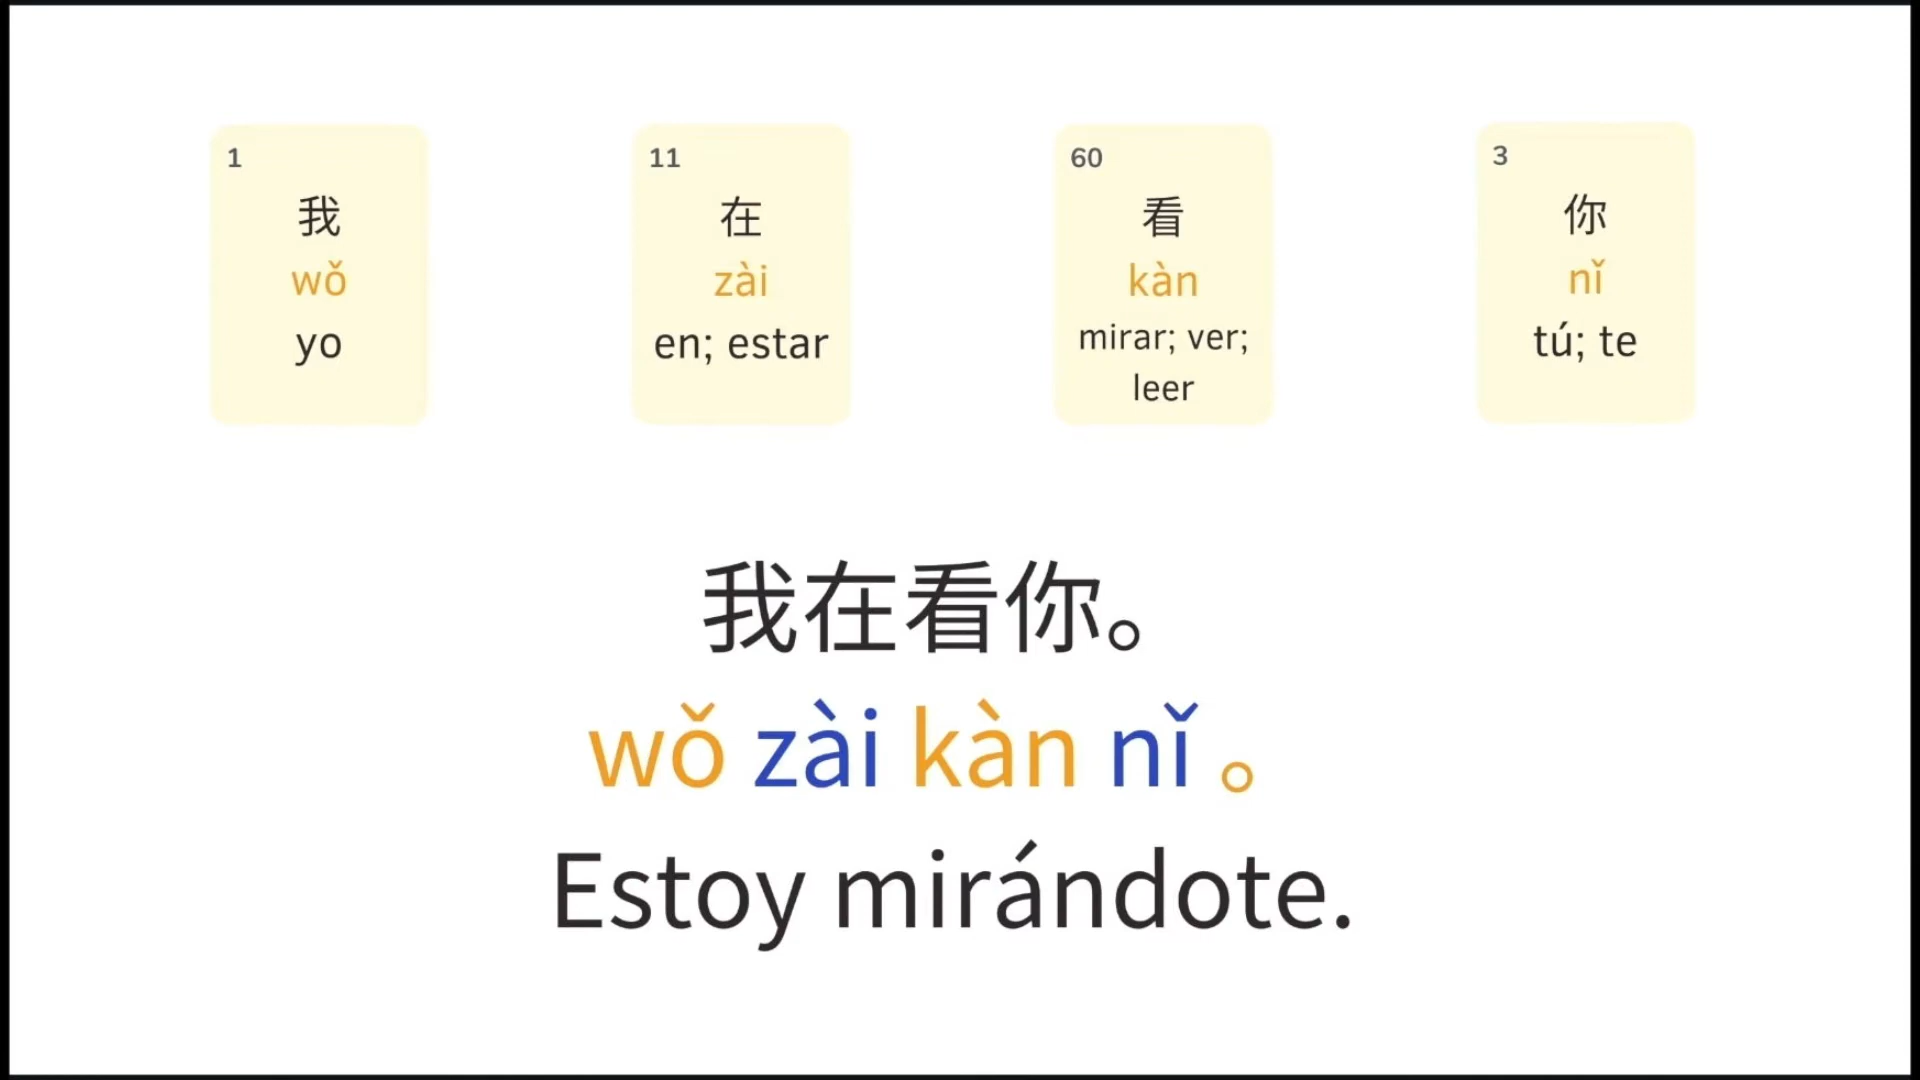 1
我
wǒ
yo
11
在
zài
en; estar
60
看
kàn
mirar; ver;
leer
3
你
nǐ
tú; te
我在看你。
wǒ zài kàn nǐ 。
Estoy mirándote.